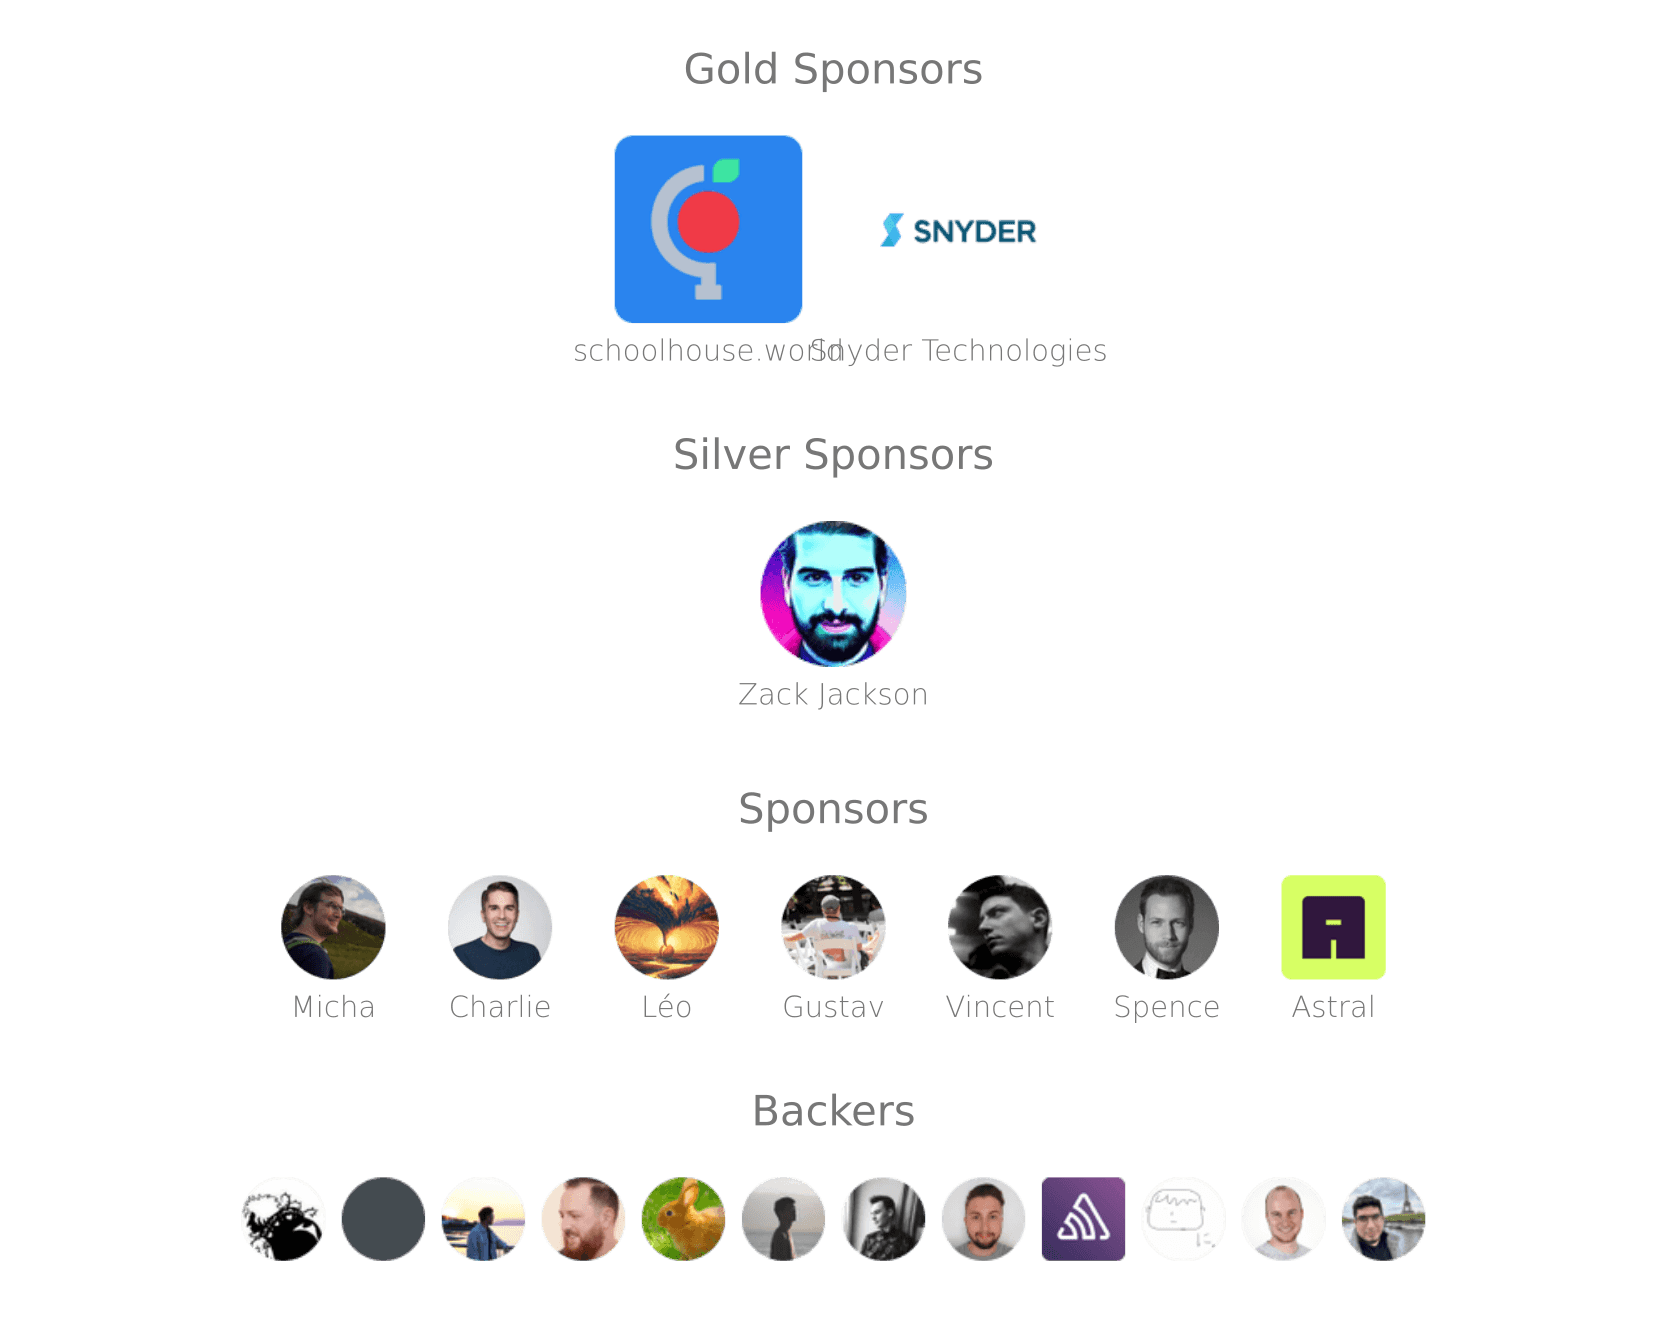 Gold Sponsors
SNYDER
schoolhouse.world
Snyder Technologies
Silver Sponsors
Zack Jackson
Sponsors
Micha Charlie Léo Gustav Vincent Spence Astral
Backers